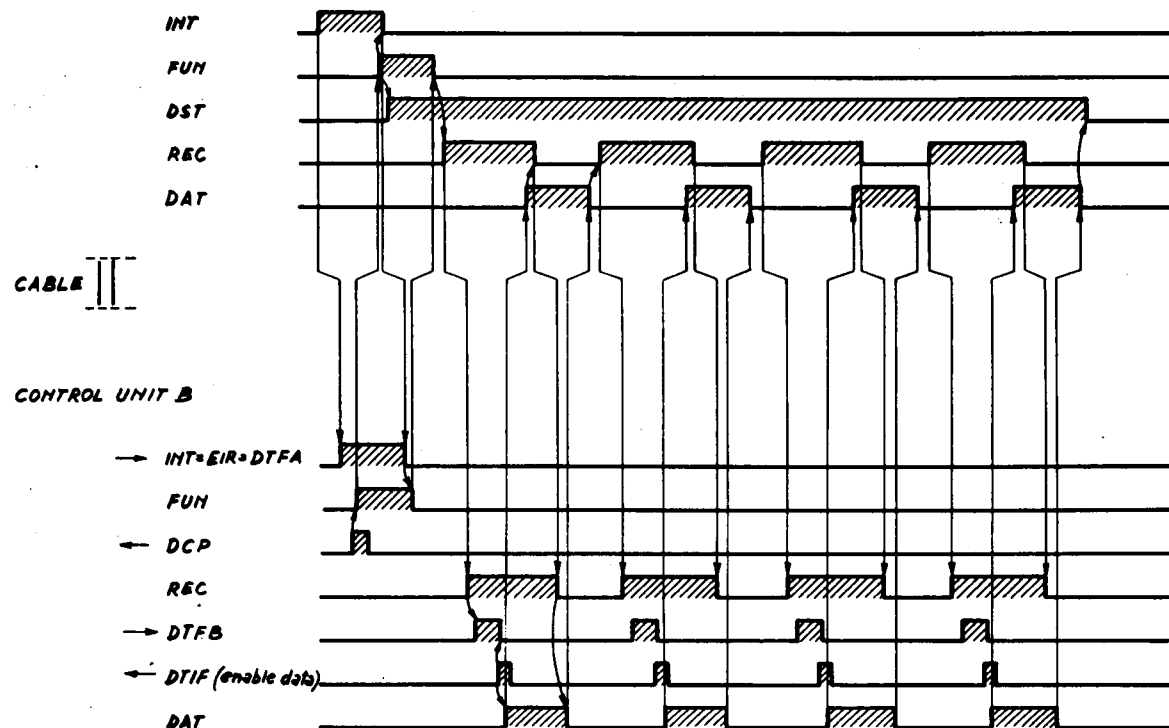 INT
FUN
DST
REC
DAT
CABLE
CONTROL UNIT B
→ INT=EIR=DTFA
FUN
← DCP
REC
→ DTFB
← DTIF (enable data)
DAT